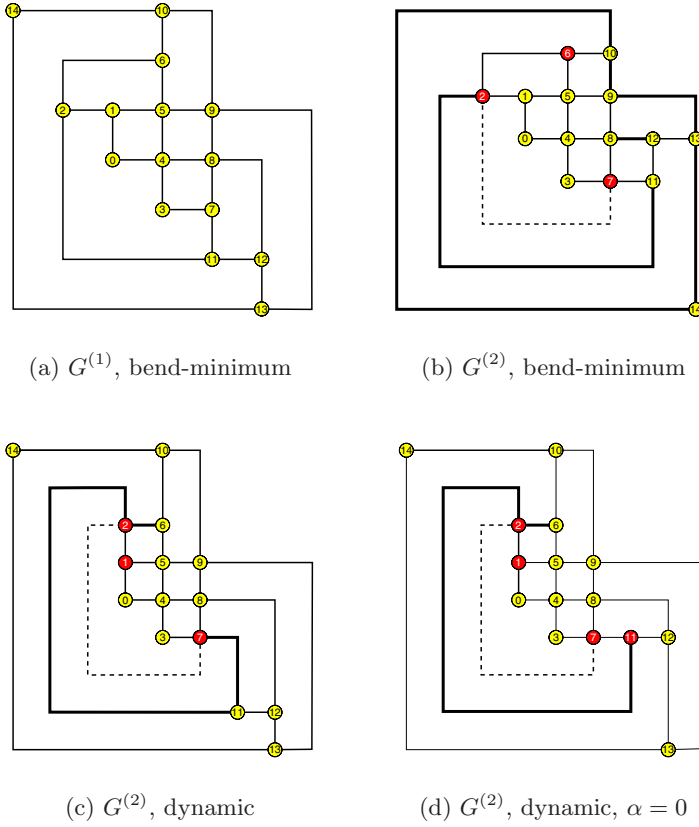 14 10 14 10
6 6 10
2 1 5 9 2 1 5 9
0 4 8 0 4 8 12 13
3 7 3 7 11
11 12
13 14
(a) G^{(1)}, bend-minimum (b) G^{(2)}, bend-minimum
14 10 14 10
2 6 2 6
1 5 9 1 5 9
0 4 8 0 4 8
3 7 3 7 11 12
11 12
13 13
(c) G^{(2)}, dynamic (d) G^{(2)}, dynamic, α = 0